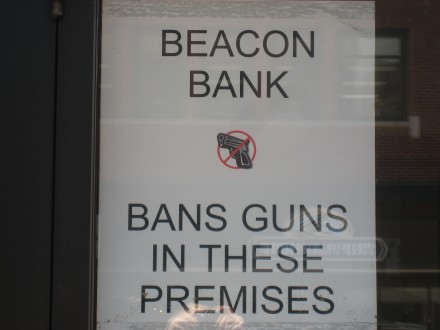 BEACON
BANK
BANS GUNS
IN THESE
PREMISES